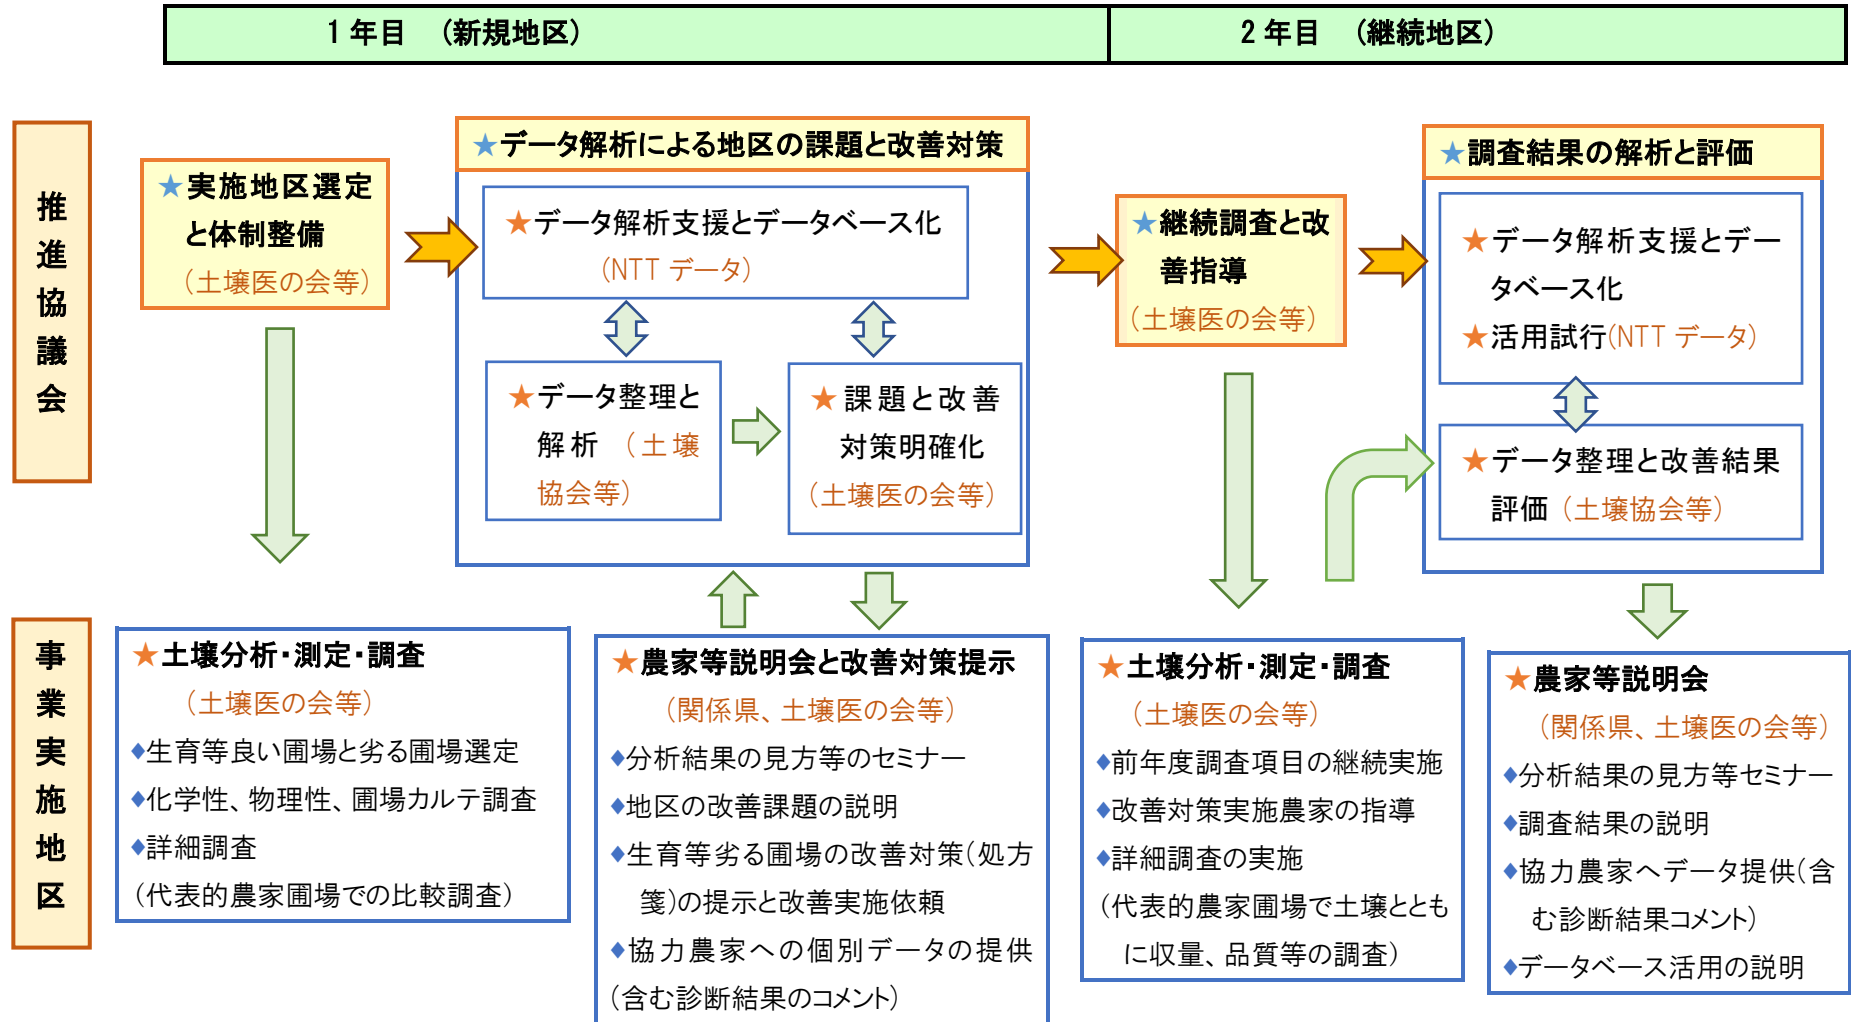 1年目　（新規地区）
2年目　（継続地区）
推進協議会
★実施地区選定
と体制整備
（土壌医の会等）
★データ解析による地区の課題と改善対策
★データ解析支援とデータベース化
（NTTデータ）
★データ整理と
解析（土壌
協会等）
★課題と改善
対策明確化
（土壌医の会等）
★継続調査と改
善指導
（土壌医の会等）
★調査結果の解析と評価
★データ解析支援とデー
タベース化
★活用試行(NTTデータ)
★データ整理と改善結果
評価（土壌協会等）
事業実施地区
★土壌分析・測定・調査
（土壌医の会等）
♦生育等良い圃場と劣る圃場選定
♦化学性、物理性、圃場カルテ調査
♦詳細調査
（代表的農家圃場での比較調査）
★農家等説明会と改善対策提示
（関係県、土壌医の会等）
♦分析結果の見方等のセミナー
♦地区の改善課題の説明
♦生育等劣る圃場の改善対策（処方
箋）の提示と改善実施依頼
♦協力農家への個別データの提供
（含む診断結果のコメント）
★土壌分析・測定・調査
（土壌医の会等）
♦前年度調査項目の継続実施
♦改善対策実施農家の指導
♦詳細調査の実施
（代表的農家圃場で土壌ととも
に収量、品質等の調査）
★農家等説明会
（関係県、土壌医の会等）
♦分析結果の見方等セミナー
♦調査結果の説明
♦協力農家へデータ提供（含
む診断結果コメント）
♦データベース活用の説明